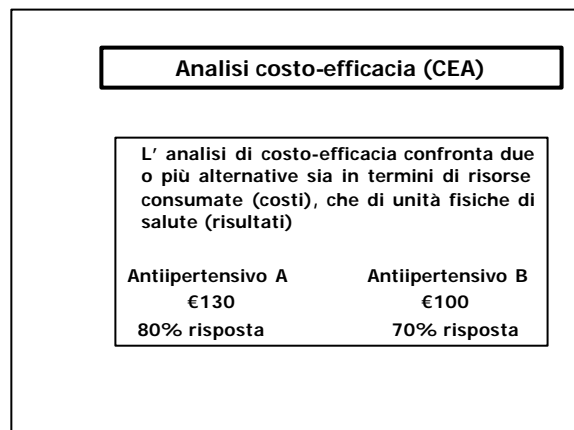 Analisi costo-efficacia (CEA)
L' analisi di costo-efficacia confronta due
o più alternative sia in termini di risorse
consumate (costi), che di unità fisiche di
salute (risultati)
Antiipertensivo A Antiipertensivo B
€130 €100
80% risposta 70% risposta